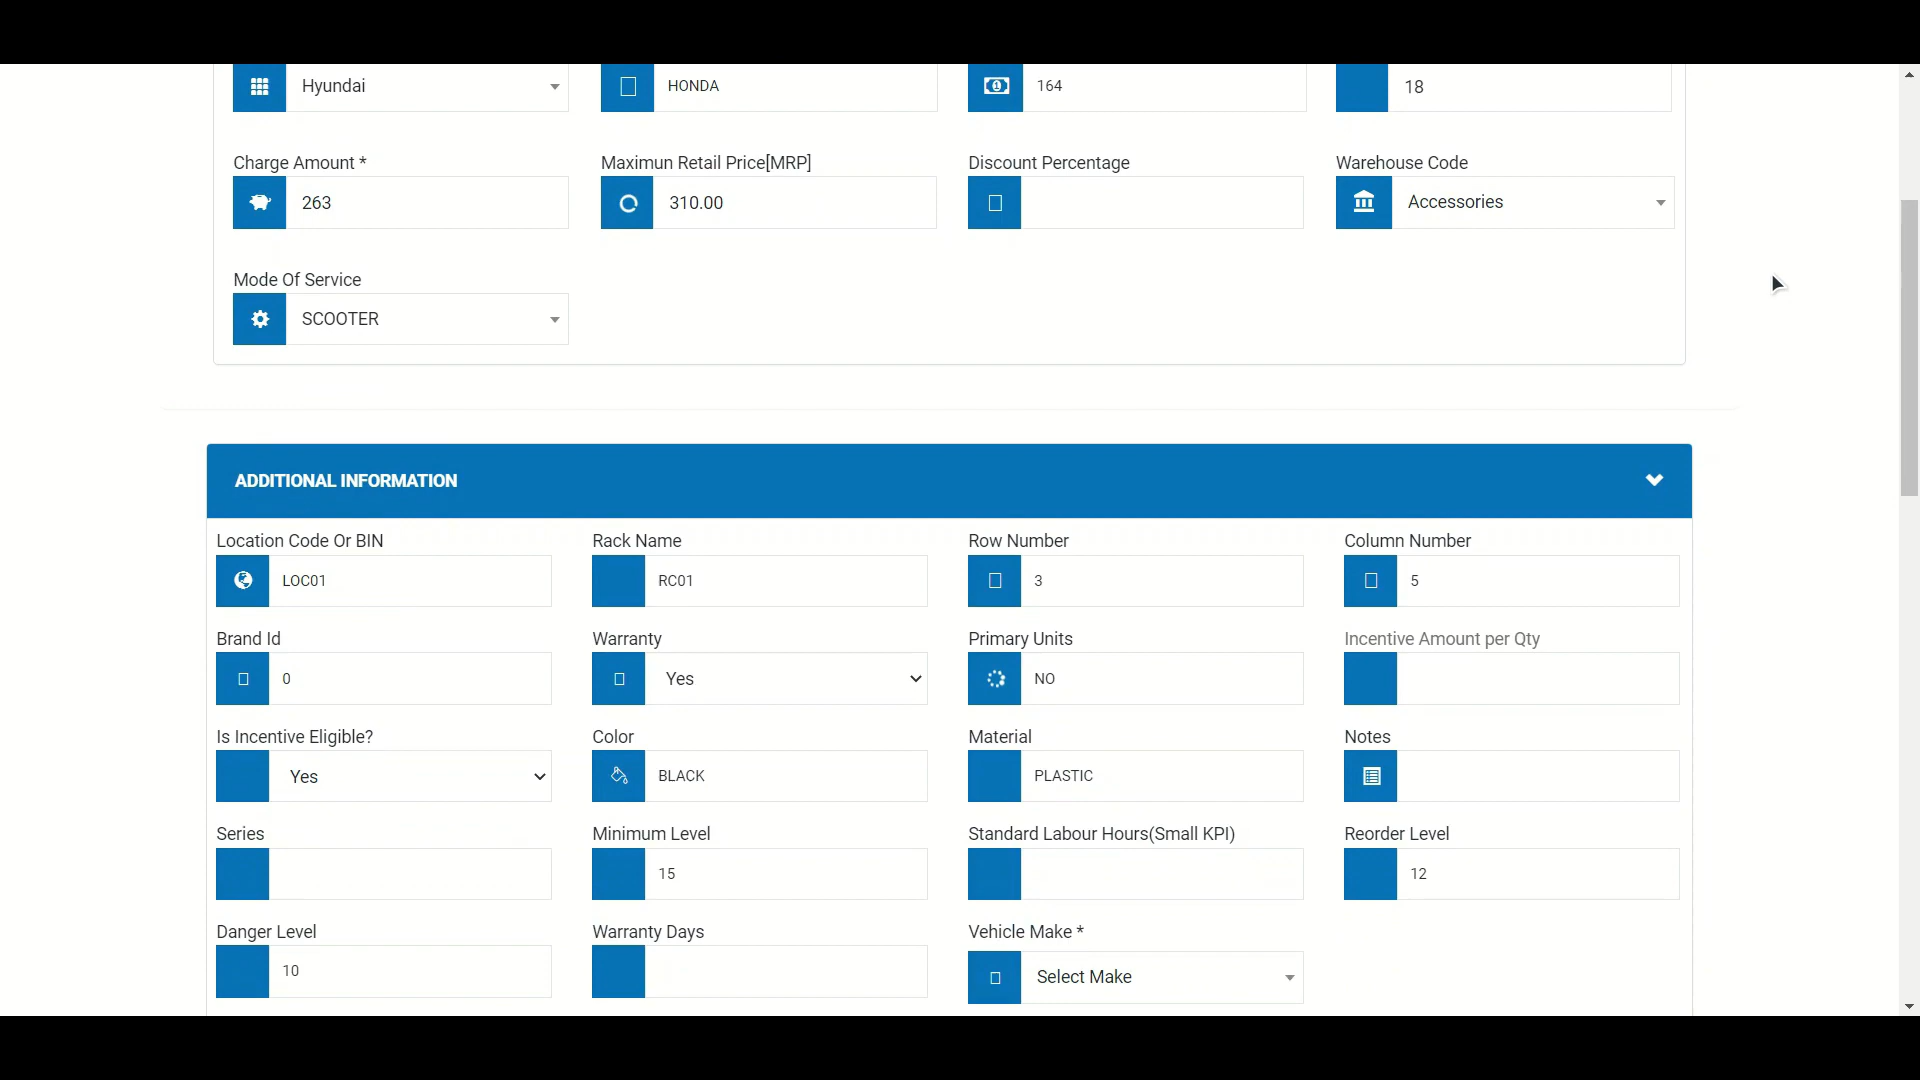 Hyundai HONDA 164 18
Charge Amount * Maximun Retail Price[MRP] Discount Percentage Warehouse Code
263 310.00 Accessories
Mode Of Service
SCOOTER
ADDITIONAL INFORMATION
Location Code Or BIN Rack Name Row Number Column Number
LOC01 RC01 3 5
Brand Id Warranty Primary Units Incentive Amount per Qty
0 Yes NO
Is Incentive Eligible? Color Material Notes
Yes BLACK PLASTIC
Series Minimum Level Standard Labour Hours(Small KPI) Reorder Level
15 12
Danger Level Warranty Days Vehicle Make *
10 Select Make